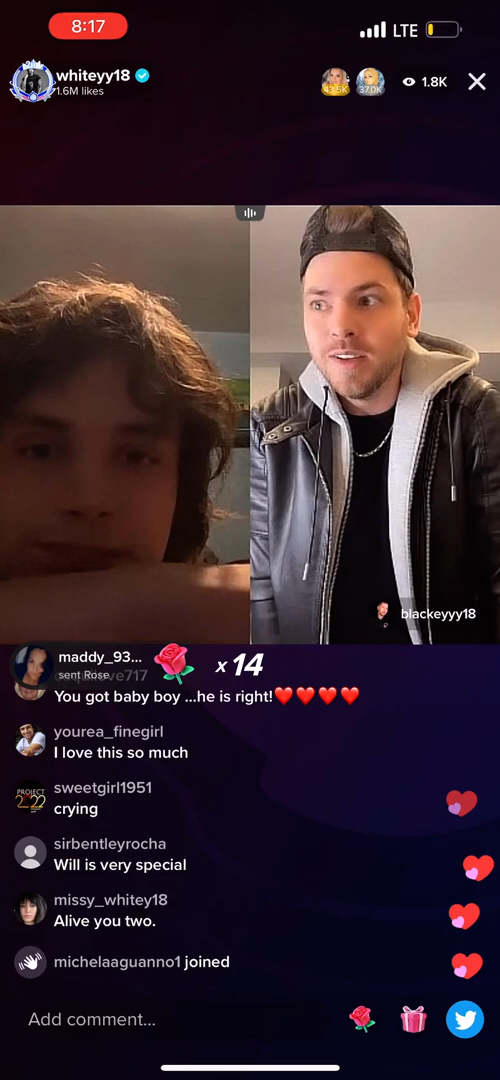 8:17
LTE
whiteyy18
1.6M likes
43.5K
37.0K
1.8K
blackeyyy18
maddy_93...
sent Rose
x 14
You got baby boy ...he is right!❤️❤️❤️❤️
yourea_finegirl
I love this so much
sweetgirl1951
crying
sirbentleyrocha
Will is very special
missy_whitey18
Alive you two.
michelaaguanno1 joined
Add comment...